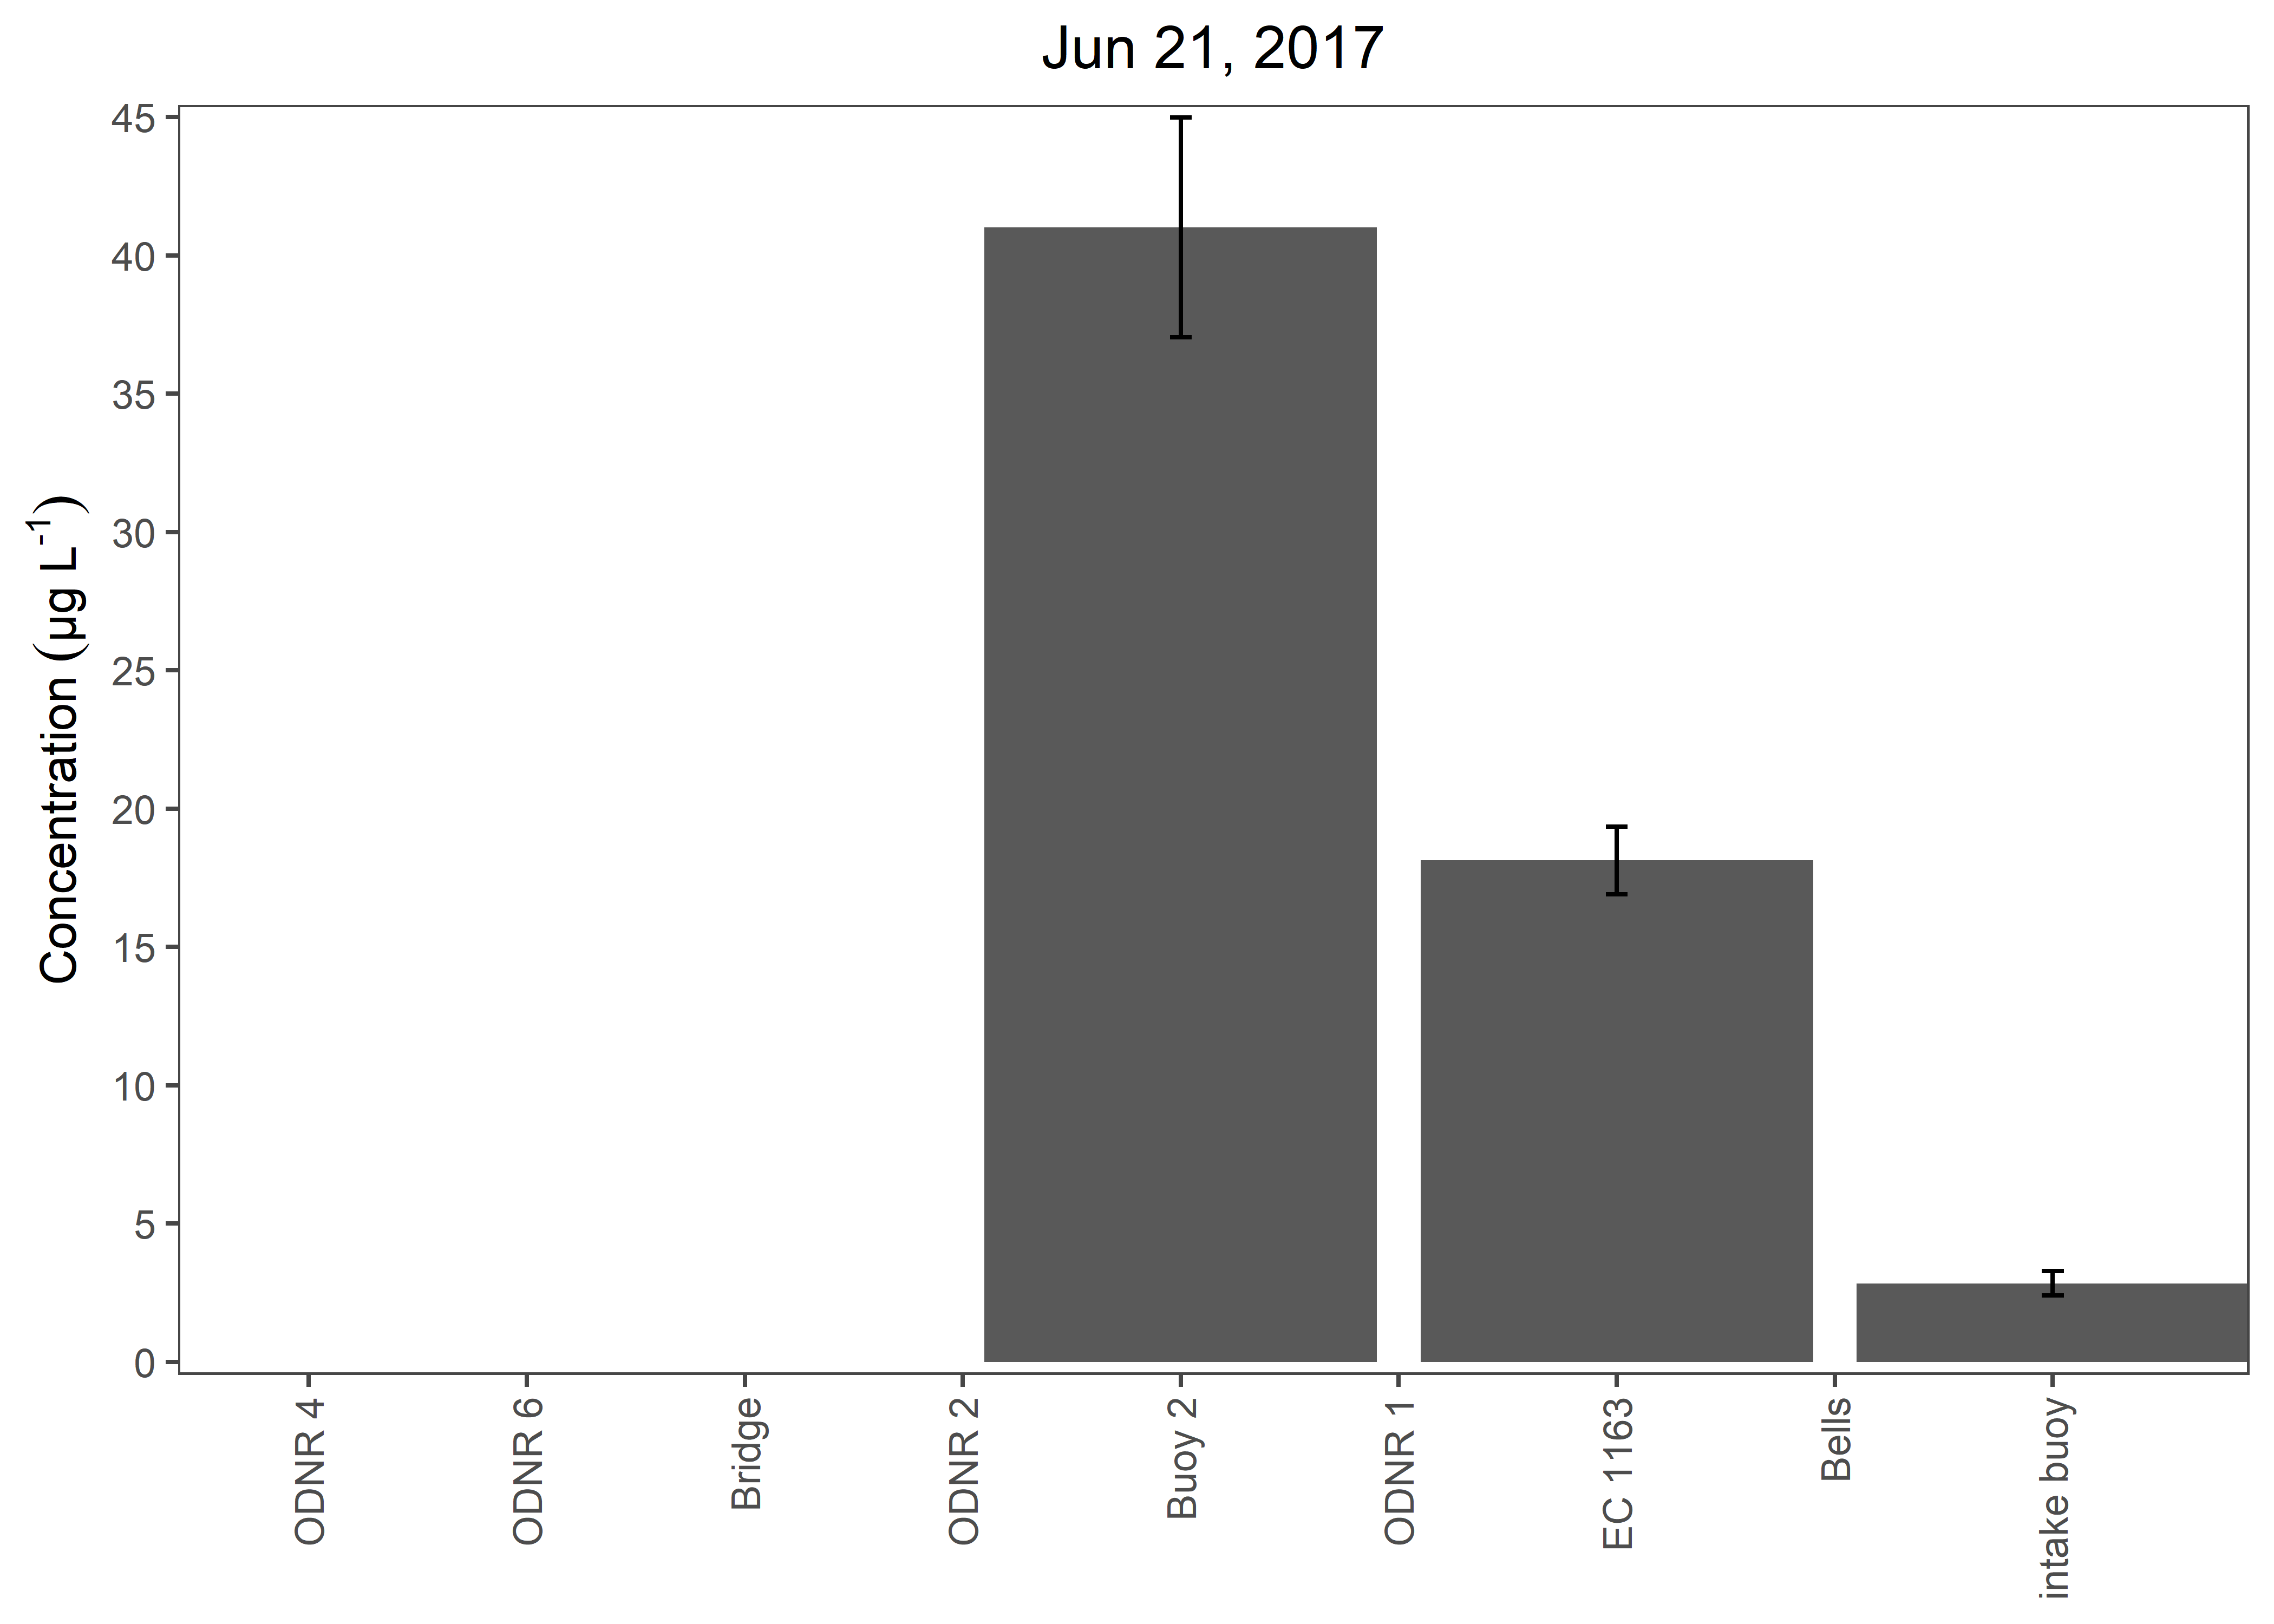 Jun 21, 2017
Concentration (µg L⁻¹)
45
40
35
30
25
20
15
10
5
0
ODNR 4
ODNR 6
Bridge
ODNR 2
Buoy 2
ODNR 1
EC 1163
Bells
intake buoy